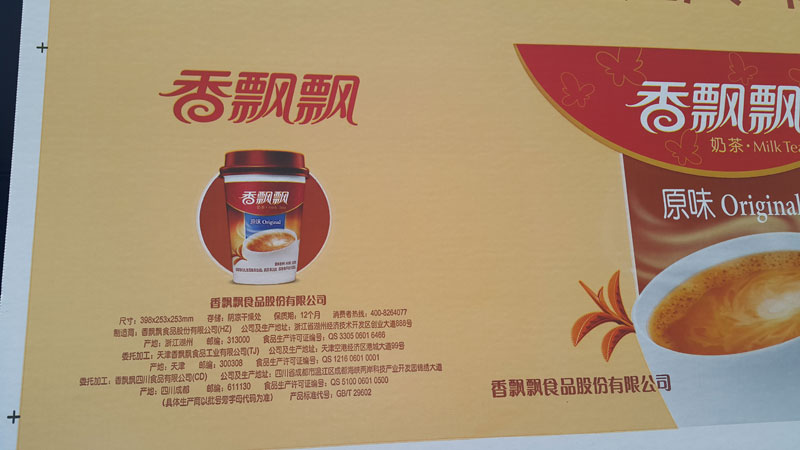 香飘飘
香飘飘
奶茶·Milk Tea
原味 Original
香飘飘
原味 Original
香飘飘食品股份有限公司
尺寸：398x253x253mm 存储：阴凉干燥处 保质期：12个月 消费者热线：400-8264077
制造商：香飘飘食品股份有限公司(HZ) 公司及生产地址：浙江省湖州经济技术开发区创业大道888号
产地：浙江湖州 邮编：313000 食品生产许可证编号：QS 3305 0601 6466
委托加工：天津香飘飘食品工业有限公司(TJ) 公司及生产地址：天津空港经济区港城大道99号
产地：天津 邮编：300308 食品生产许可证编号：QS 1216 0601 0001
委托加工：香飘飘四川食品有限公司(CD) 公司及生产地址：四川省成都市温江区成都海峡两岸科技产业开发园锦绣大道
产地：四川成都 邮编：611130 食品生产许可证编号：QS 5100 0601 0500
(具体生产商以批号旁字母代码为准) 产品标准代号：GB/T 29602
香飘飘食品股份有限公司